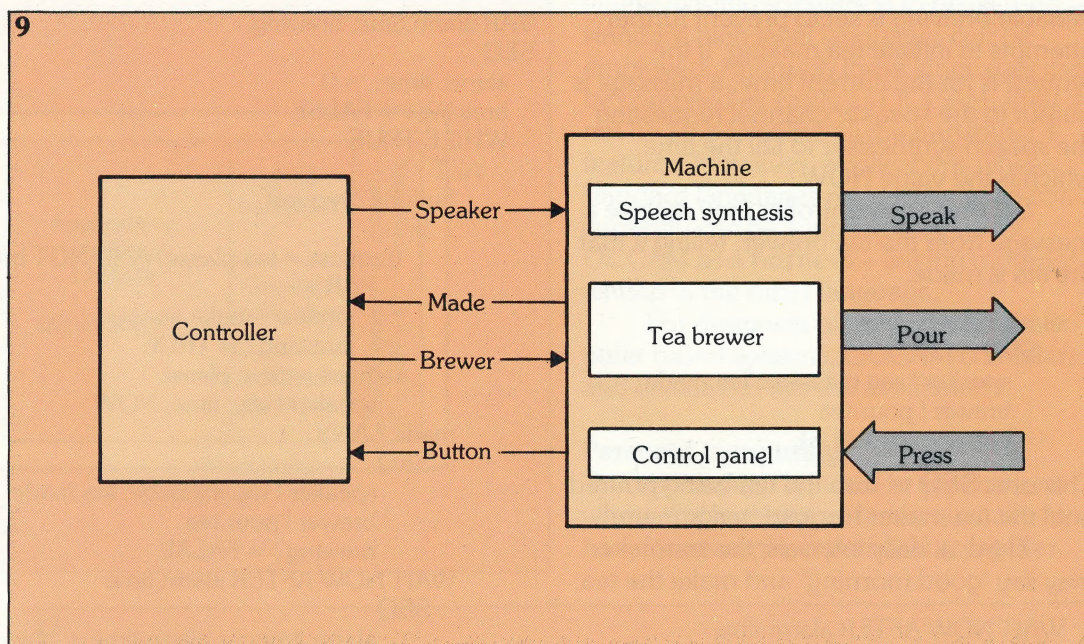 9
Machine
Speaker
Speech synthesis
Speak
Made
Controller
Tea brewer
Pour
Brewer
Button
Control panel
Press